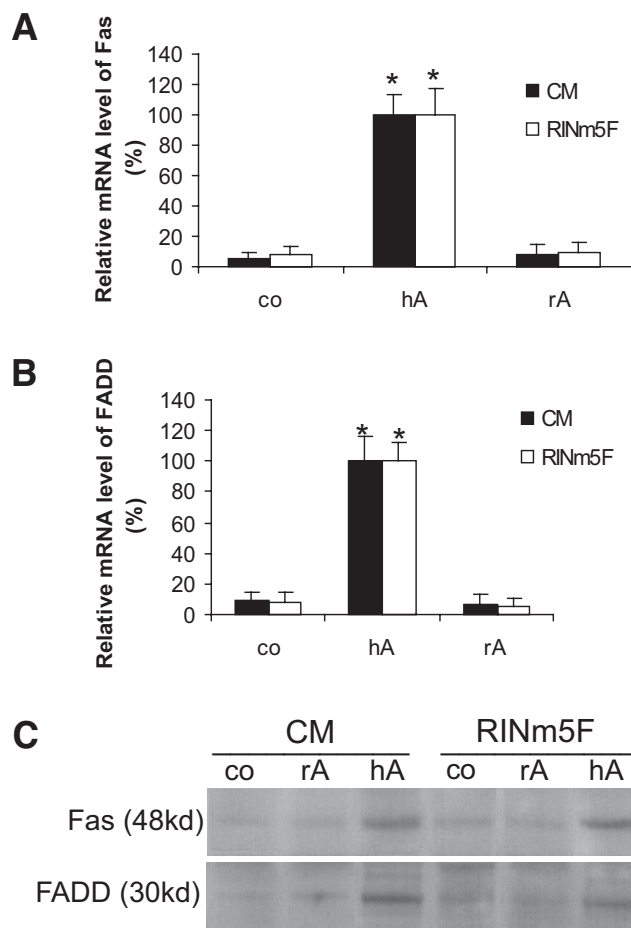 A
Relative mRNA level of Fas
(%)
140
120
100
80
60
40
20
0
* *
CM
RINm5F
co hA rA
B
Relative mRNA level of FADD
(%)
140
120
100
80
60
40
20
0
* *
CM
RINm5F
co hA rA
C
CM RINm5F
co rA hA co rA hA
Fas (48kd)
FADD (30kd)